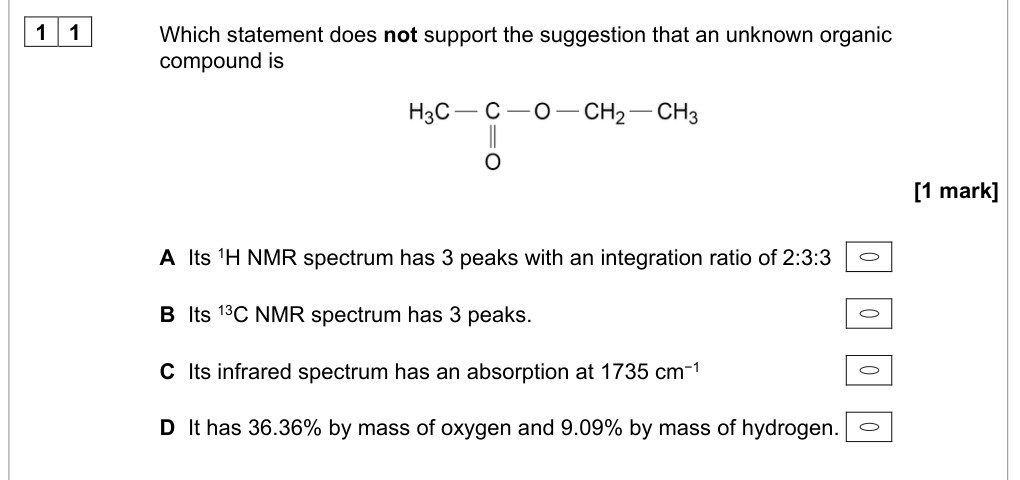 1 1 Which statement does not support the suggestion that an unknown organic
compound is
H₃C — C — O — CH₂ — CH₃
O
[1 mark]
A Its ¹H NMR spectrum has 3 peaks with an integration ratio of 2:3:3
B Its ¹³C NMR spectrum has 3 peaks.
C Its infrared spectrum has an absorption at 1735 cm⁻¹
D It has 36.36% by mass of oxygen and 9.09% by mass of hydrogen.